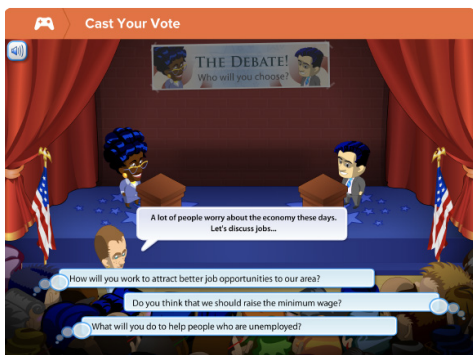 Cast Your Vote
THE DEBATE!
Who will you choose?
A lot of people worry about the economy these days.
Let's discuss jobs...
How will you work to attract better job opportunities to our area?
Do you think that we should raise the minimum wage?
What will you do to help people who are unemployed?